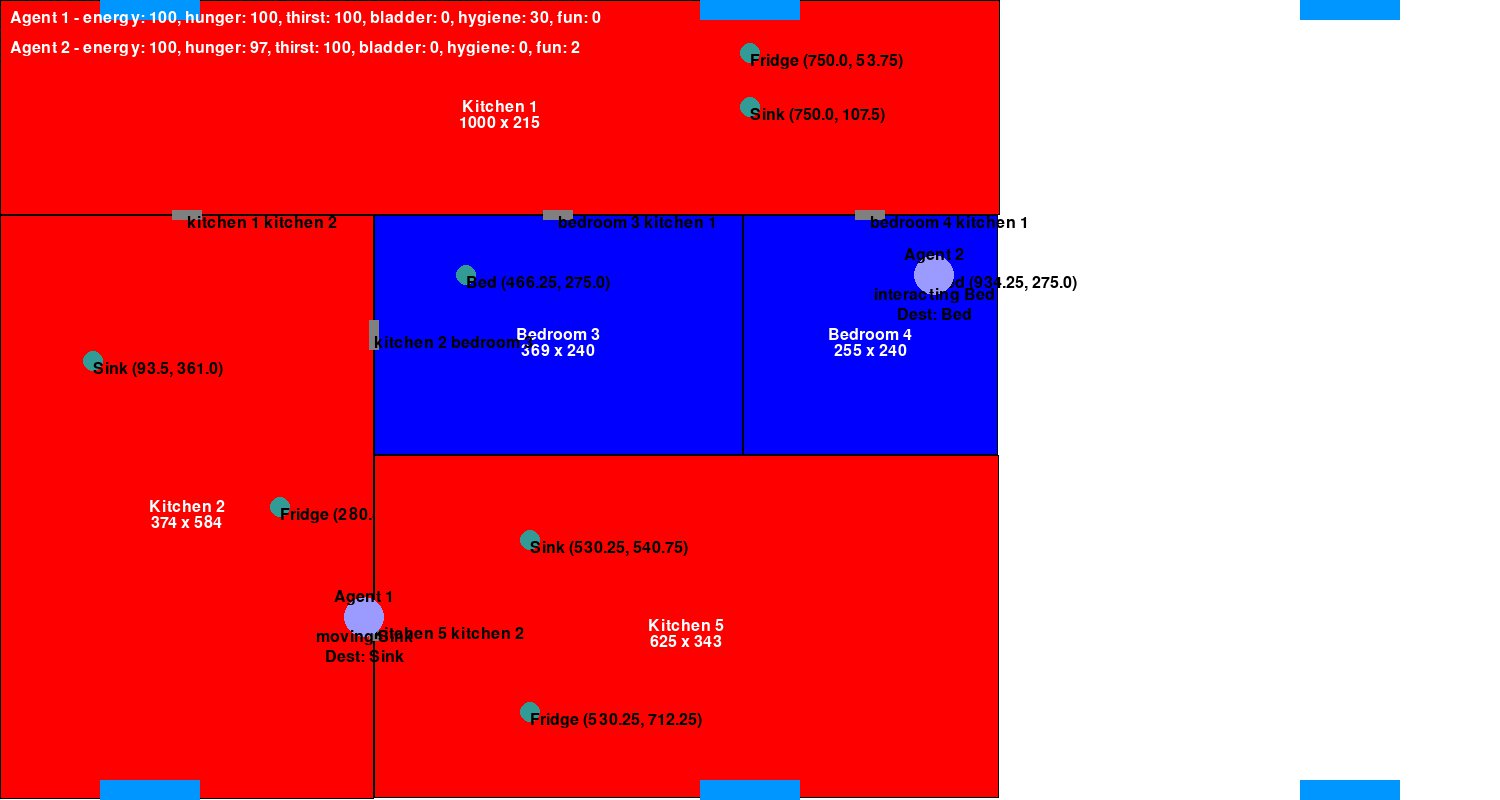 Agent 1 - energy: 100, hunger: 100, thirst: 100, bladder: 0, hygiene: 30, fun: 0
Agent 2 - energy: 100, hunger: 97, thirst: 100, bladder: 0, hygiene: 0, fun: 2
Fridge (750.0, 53.75)
Kitchen 1
1000 x 215
Sink (750.0, 107.5)
kitchen 1 kitchen 2
bedroom 3 kitchen 1
bedroom 4 kitchen 1
Agent 2
Bed (466.25, 275.0)
(934.25, 275.0)
interacting Bed
Dest: Bed
Bedroom 3
369 x 240
Bedroom 4
255 x 240
kitchen 2 bedroom
Sink (93.5, 361.0)
Kitchen 2
374 x 584
Fridge (280.
Sink (530.25, 540.75)
Agent 1
moving Sink
Dest: Sink
kitchen 5 kitchen 2
Kitchen 5
625 x 343
Fridge (530.25, 712.25)